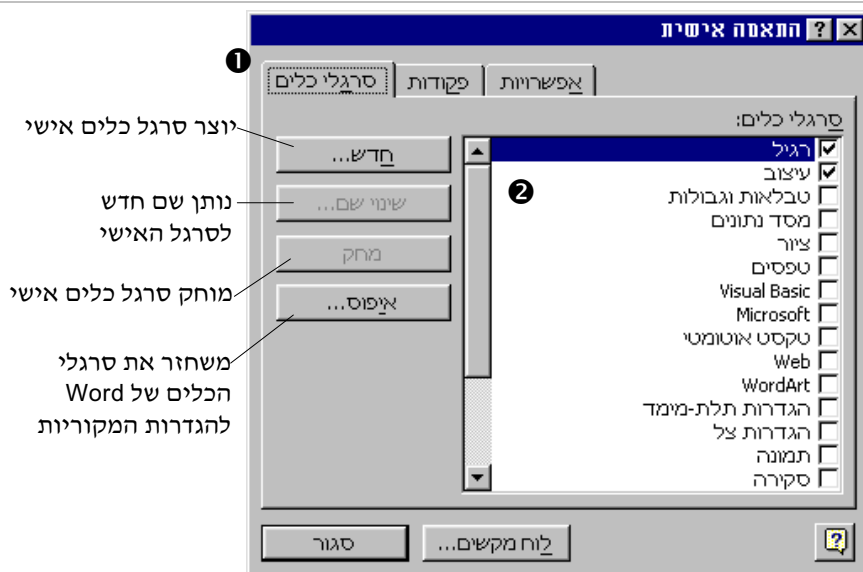 התאמה אישית
❶
אפשרויות
פקודות
סרגלי כלים
סרגלי כלים:
רגיל
עיצוב
טבלאות וגבולות
מסד נתונים
ציור
טפסים
Visual Basic
Microsoft
טקסט אוטומטי
Web
WordArt
הגדרות תלת-מימד
הגדרות צל
תמונה
סקירה
❷
חדש...
שינוי שם...
מחק
איפוס...
יוצר סרגל כלים אישי
נותן שם חדש
לסרגל האישי
מוחק סרגל כלים אישי
משחזר את סרגלי
הכלים של Word
להגדרות המקוריות
לוח מקשים...
סגור